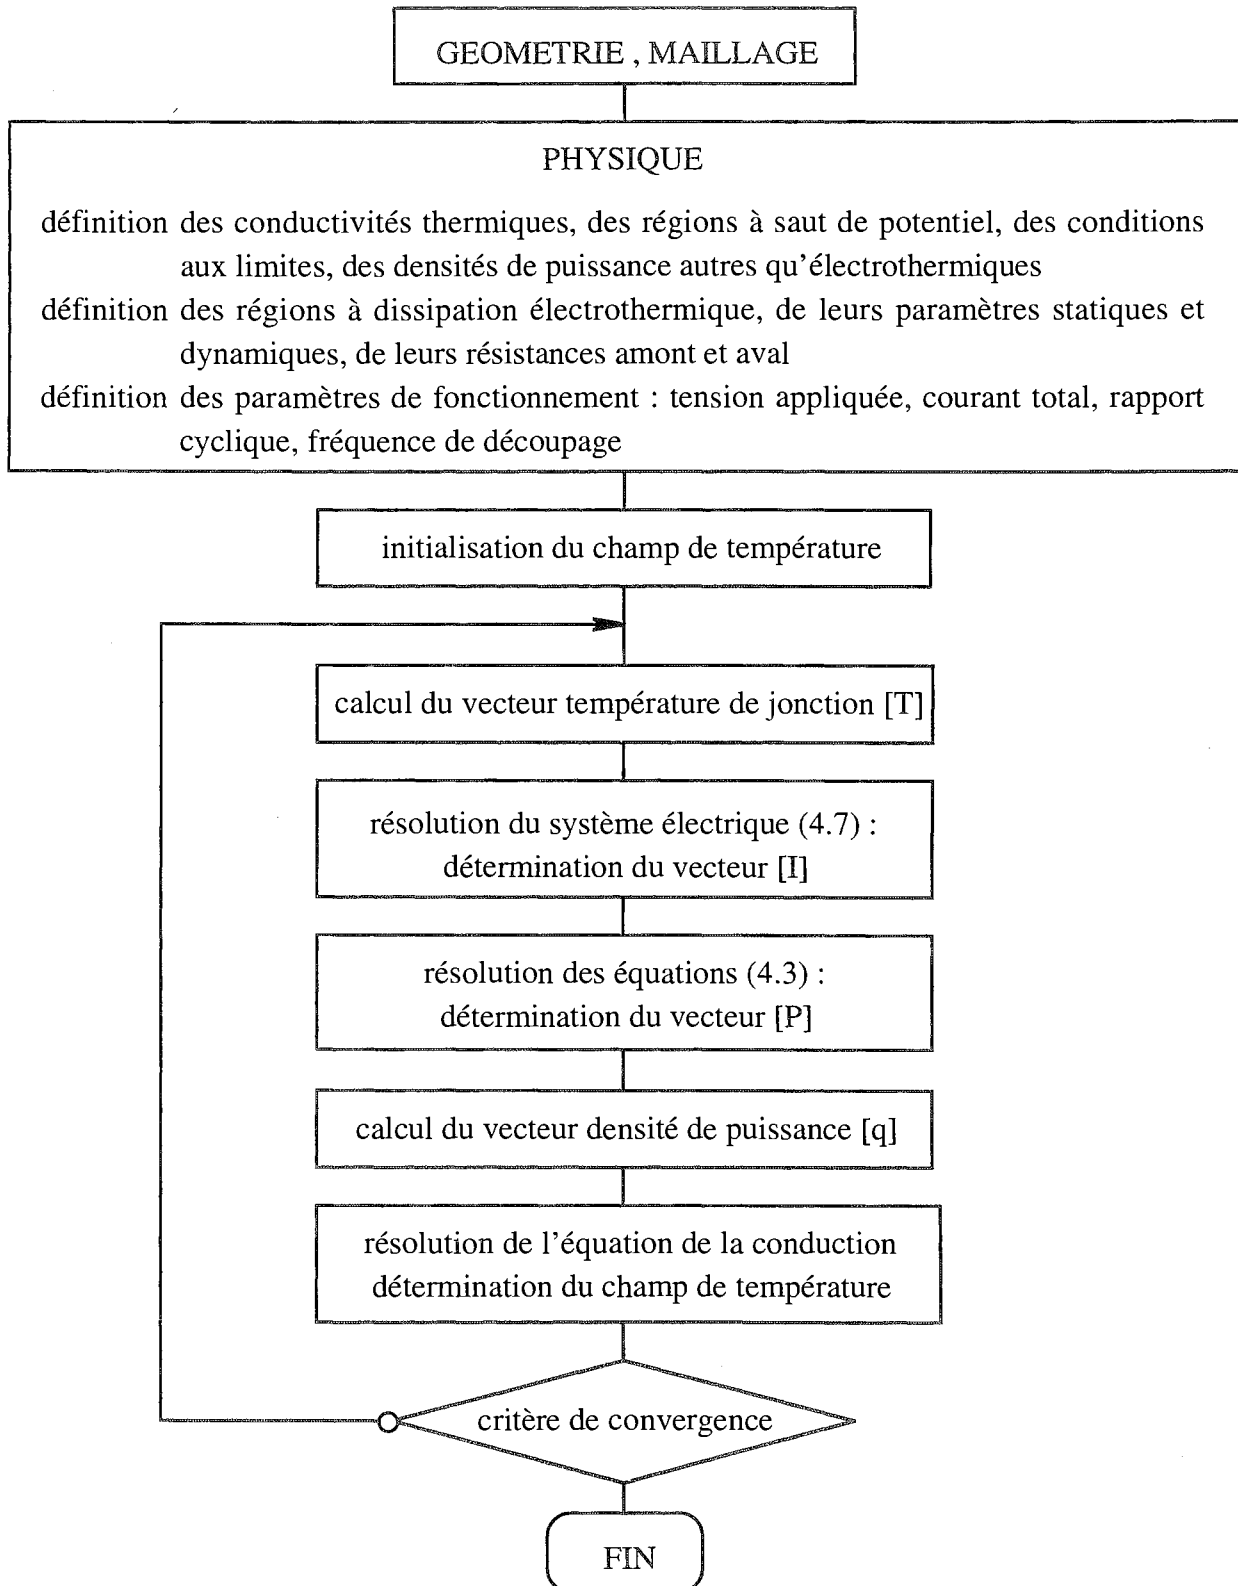 GEOMETRIE , MAILLAGE
PHYSIQUE
définition des conductivités thermiques, des régions à saut de potentiel, des conditions
aux limites, des densités de puissance autres qu'électrothermiques
définition des régions à dissipation électrothermique, de leurs paramètres statiques et
dynamiques, de leurs résistances amont et aval
définition des paramètres de fonctionnement : tension appliquée, courant total, rapport
cyclique, fréquence de découpage
initialisation du champ de température
calcul du vecteur température de jonction [T]
résolution du système électrique (4.7) :
détermination du vecteur [I]
résolution des équations (4.3) :
détermination du vecteur [P]
calcul du vecteur densité de puissance [q]
résolution de l'équation de la conduction
détermination du champ de température
critère de convergence
FIN